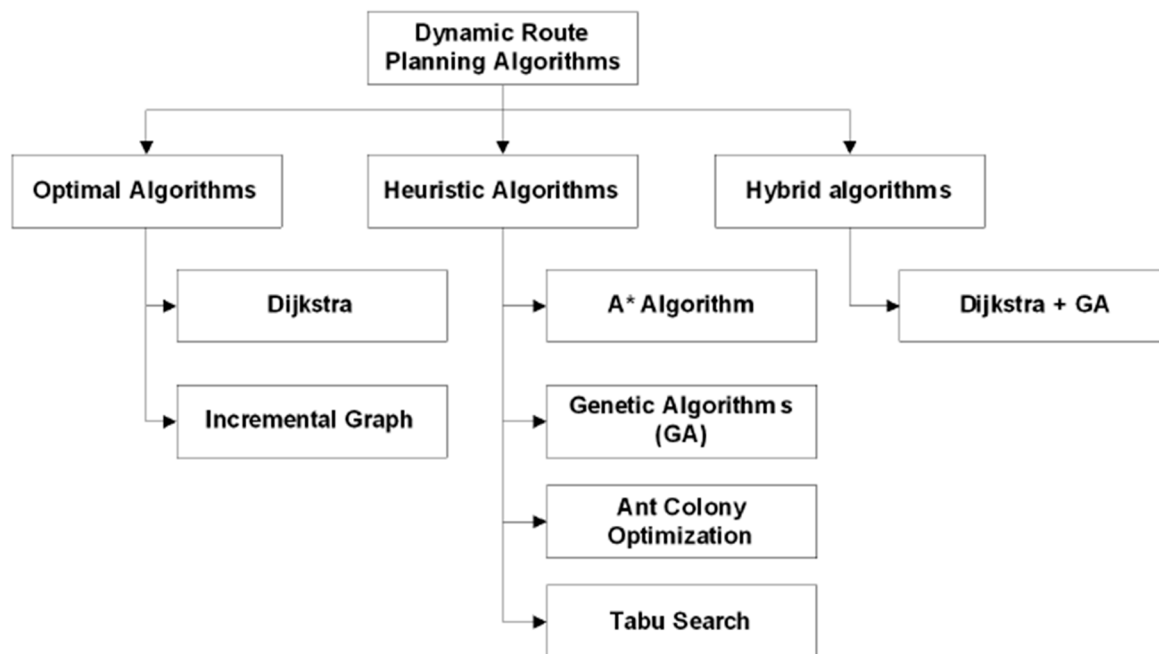 Dynamic Route
Planning Algorithms
Optimal Algorithms
Heuristic Algorithms
Hybrid algorithms
Dijkstra
A* Algorithm
Dijkstra + GA
Incremental Graph
Genetic Algorithms
(GA)
Ant Colony
Optimization
Tabu Search